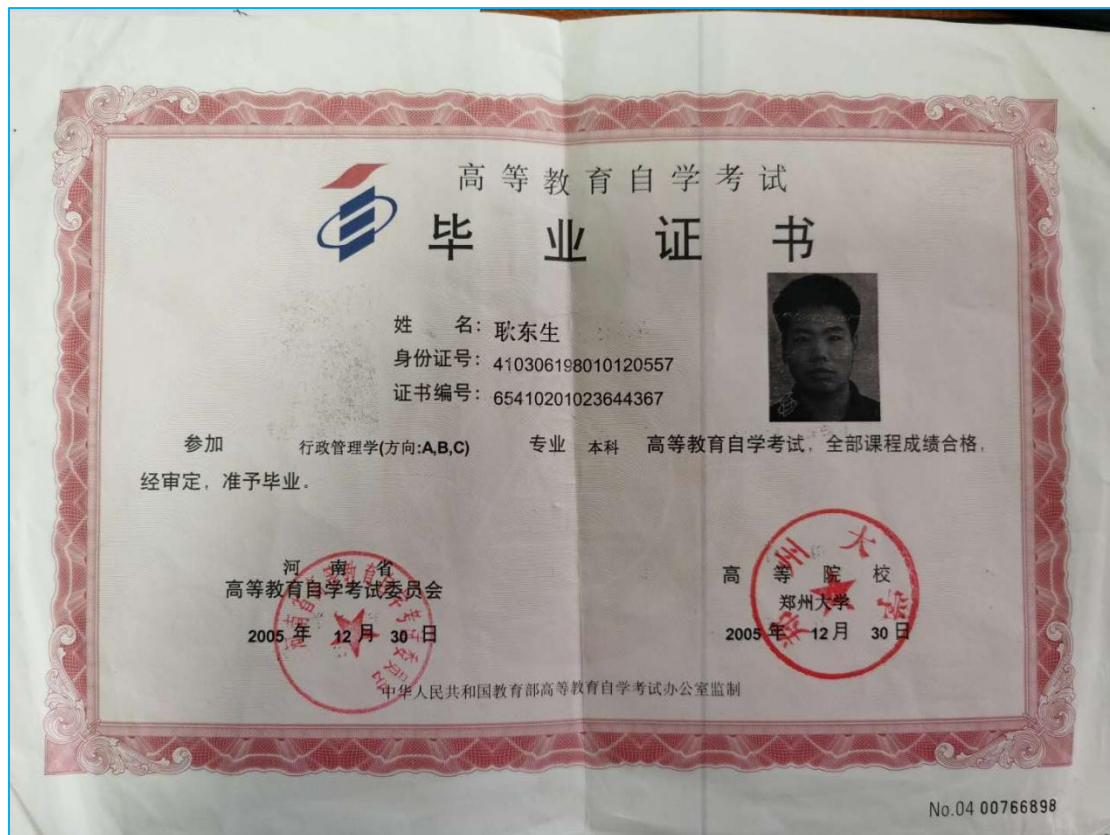 高等教育自学考试
毕业证书
姓 名：耿东生
身份证号：410306198010120557
证书编号：65410201023644367
参加 行政管理学(方向:A,B,C) 专业 本科 高等教育自学考试，全部课程成绩合格，
经审定，准予毕业。
河南省
高等教育自学考试委员会
2005 年 12 月 30 日
高等院校
郑州大学
2005 年 12 月 30 日
郑州大学
中华人民共和国教育部高等教育自学考试办公室监制
No.04 00766898